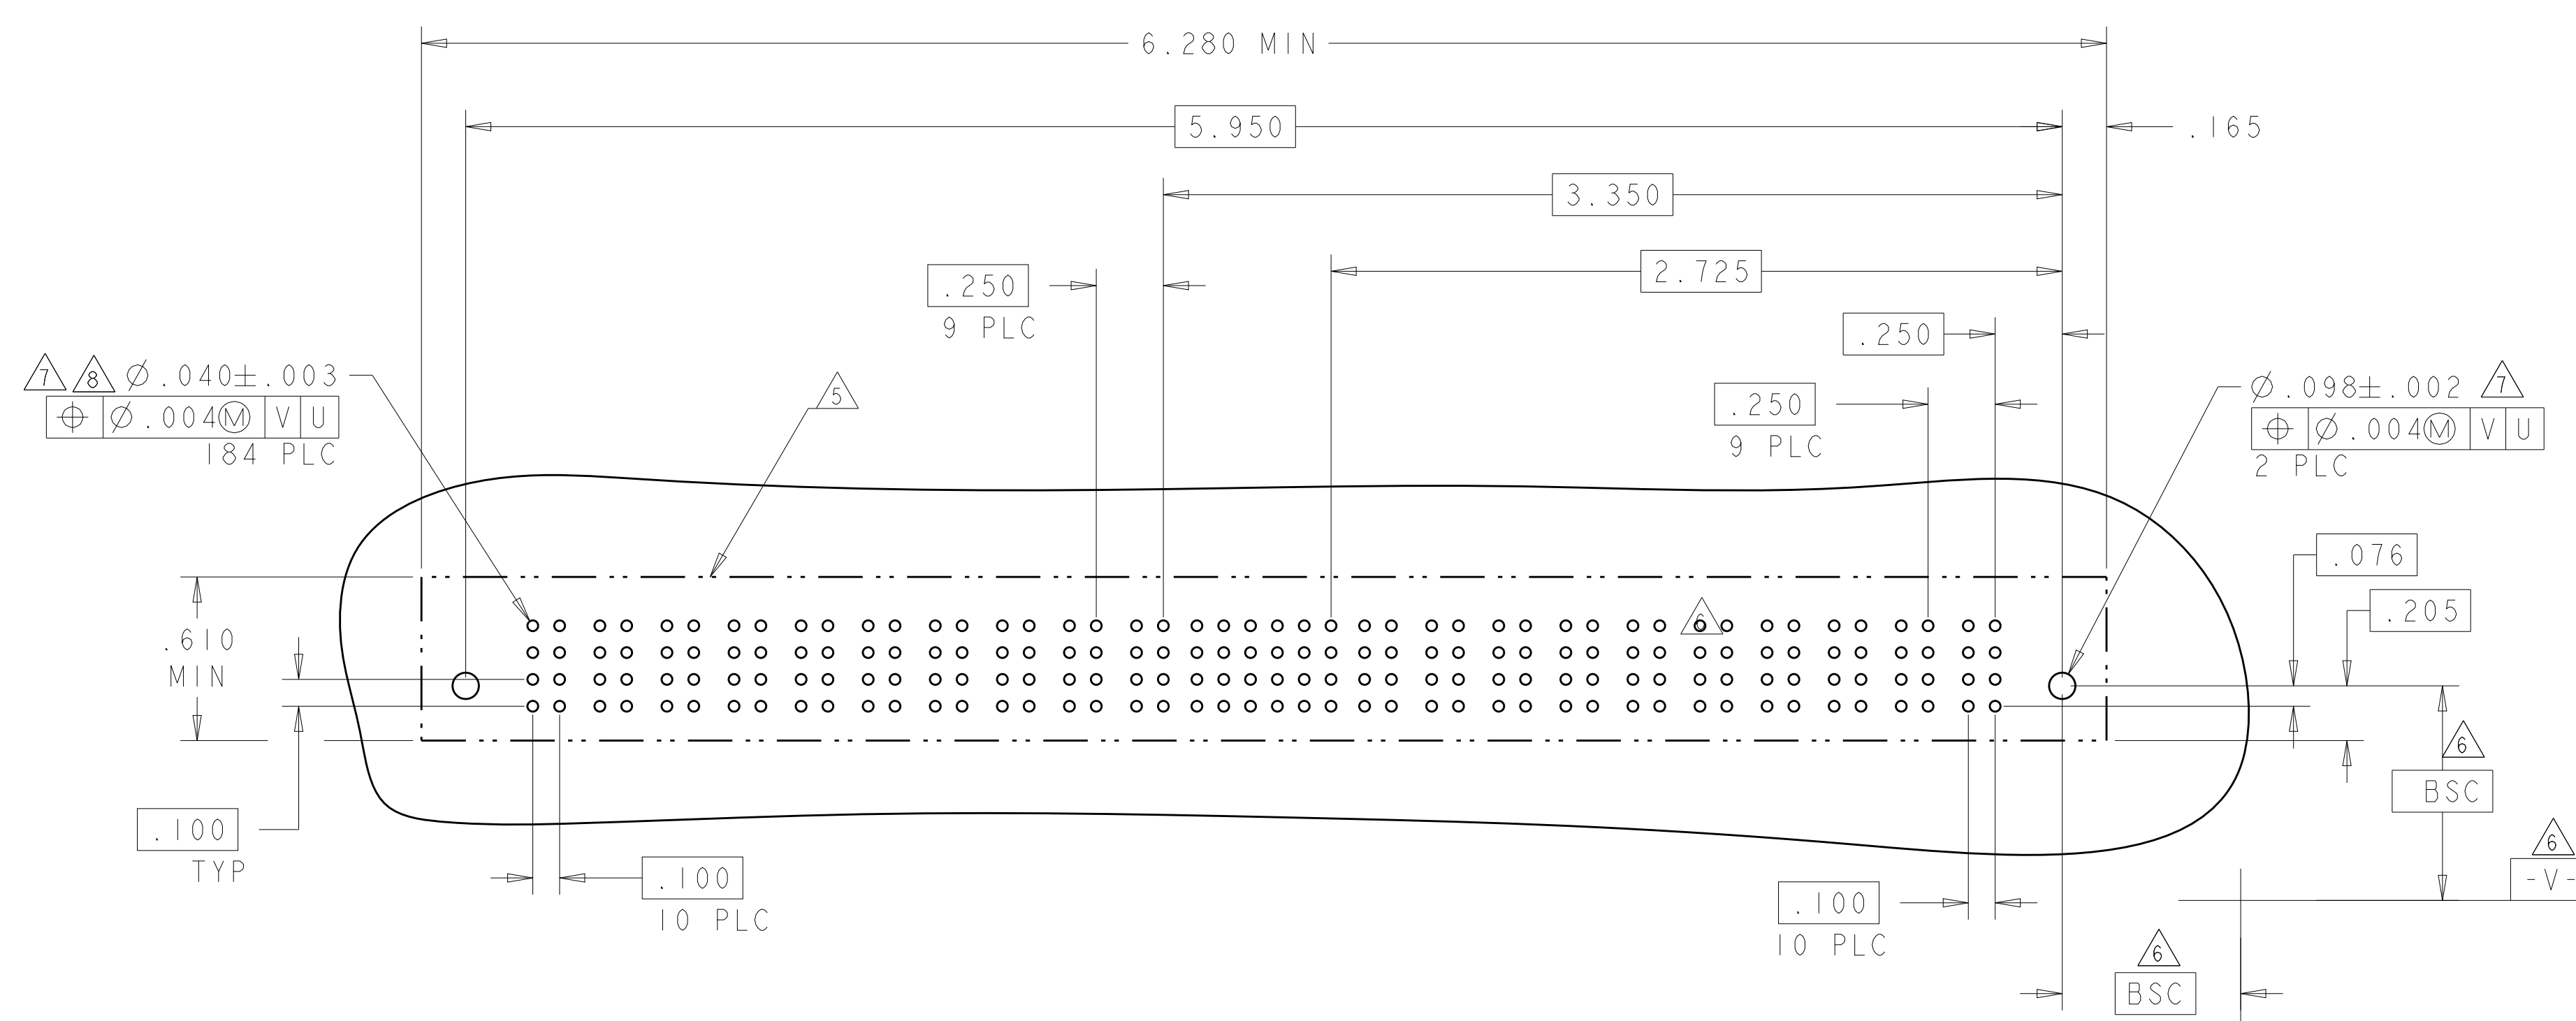 6.280 MIN
5.950
.165
3.350
2.725
.250
9 PLC
.250
.250
9 PLC
7 8 Ø.040±.003
⌖ Ø.004Ⓜ V U
184 PLC
5
Ø.098±.002 7
⌖ Ø.004Ⓜ V U
2 PLC
.076
.205
6
.610
MIN
6
BSC
.100
TYP
.100
10 PLC
.100
10 PLC
6
-V-
6
BSC